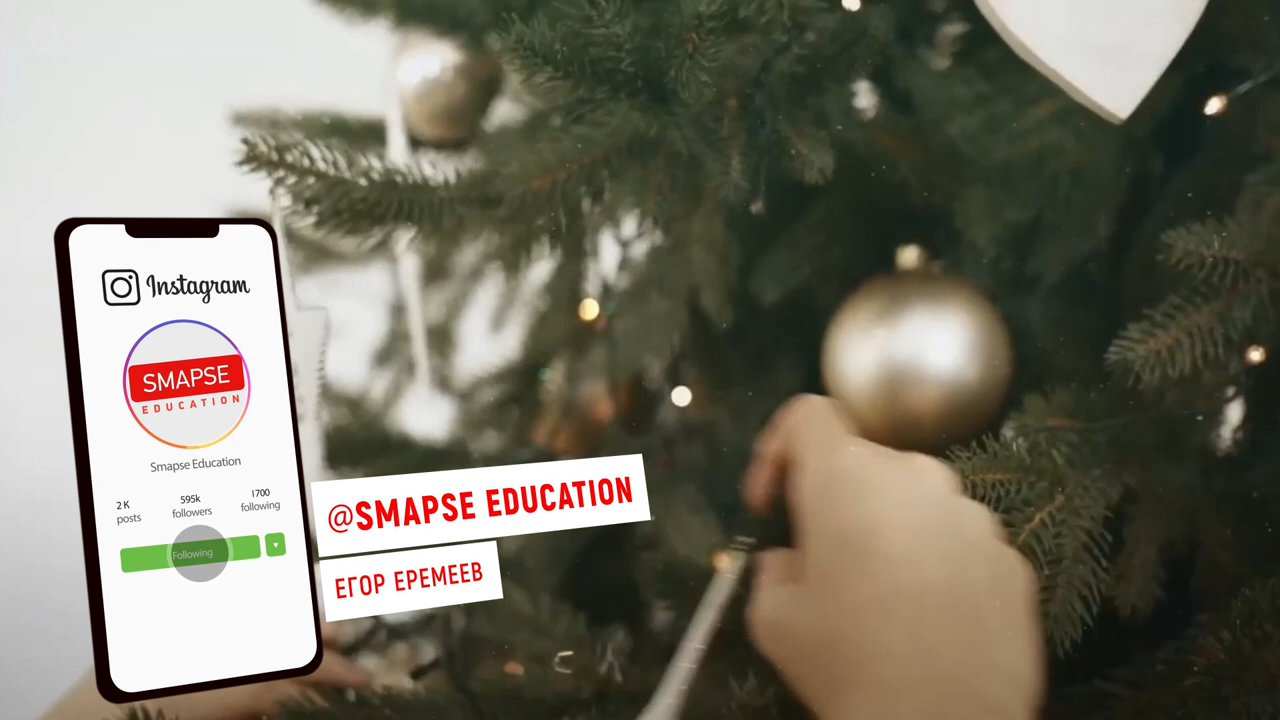 Instagram
SMAPSE
EDUCATION
Smapse Education
2 K
posts
595k
followers
1700
following
Following
@SMAPSE EDUCATION
ЕГОР ЕРЕМЕЕВ